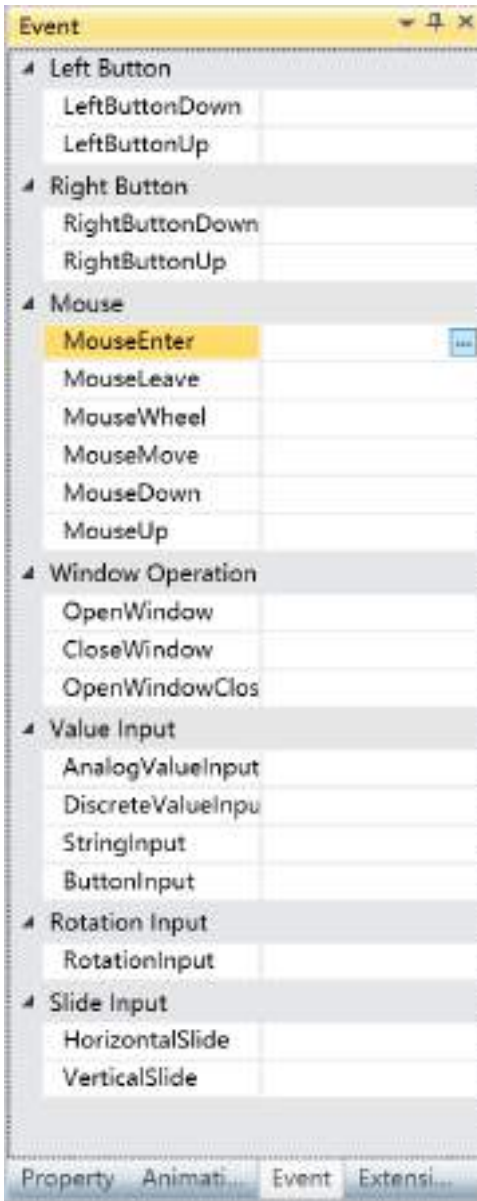 Event
Left Button
LeftButtonDown
LeftButtonUp
Right Button
RightButtonDown
RightButtonUp
Mouse
MouseEnter ...
MouseLeave
MouseWheel
MouseMove
MouseDown
MouseUp
Window Operation
OpenWindow
CloseWindow
OpenWindowClos
Value Input
AnalogValueInput
DiscreteValueInpu
StringInput
ButtonInput
Rotation Input
RotationInput
Slide Input
HorizontalSlide
VerticalSlide
Property Animati... Event Extensi...